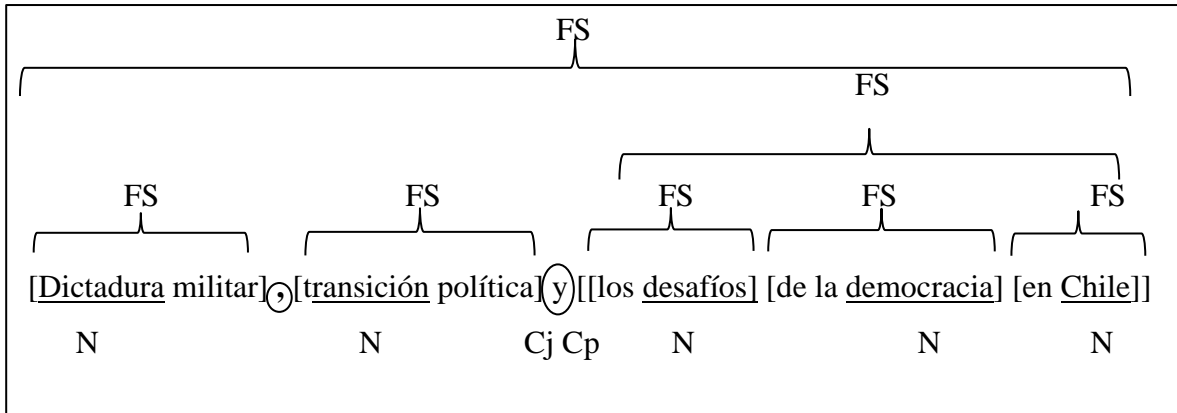 FS
FS
FS FS FS FS FS
[Dictadura militar] , [transición política] y [[los desafíos] [de la democracia] [en Chile]]
N N Cj Cp N N N